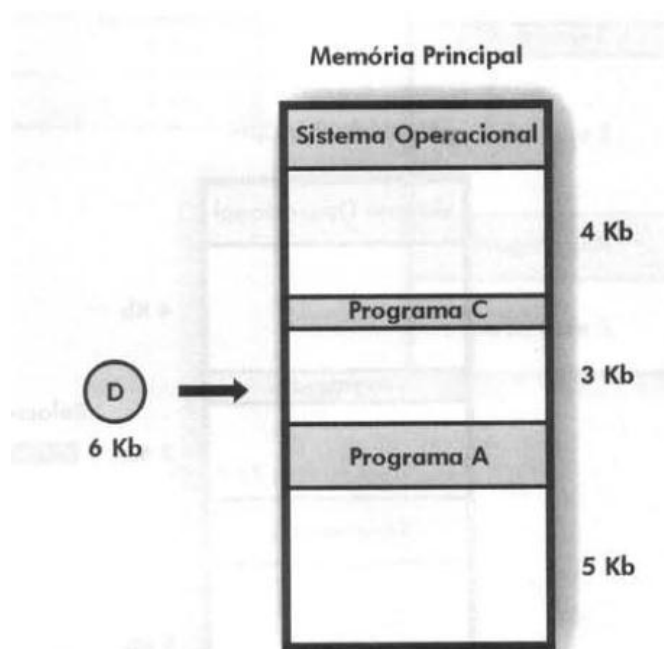 Memória Principal
Sistema Operacional
4 Kb
Programa C
3 Kb
D
6 Kb
Programa A
5 Kb